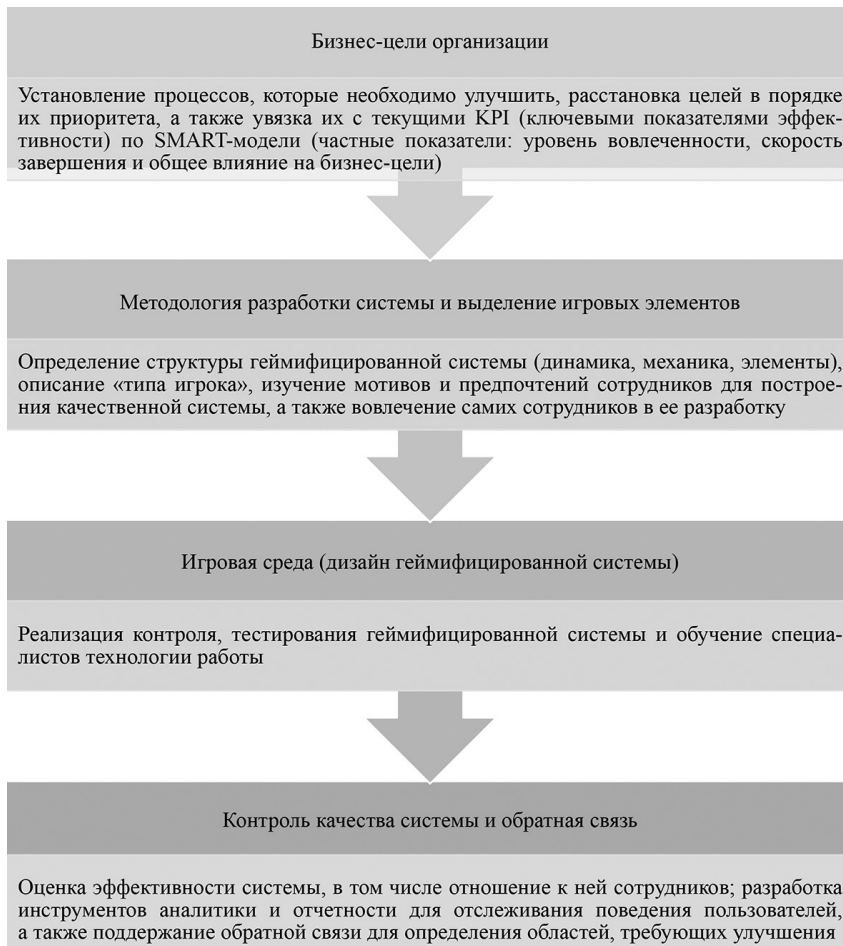 Бизнес-цели организации
Установление процессов, которые необходимо улучшить, расстановка целей в порядке
их приоритета, а также увязка их с текущими KPI (ключевыми показателями эффек-
тивности) по SMART-модели (частные показатели: уровень вовлеченности, скорость
завершения и общее влияние на бизнес-цели)
Методология разработки системы и выделение игровых элементов
Определение структуры геймифицированной системы (динамика, механика, элементы),
описание «типа игрока», изучение мотивов и предпочтений сотрудников для построе-
ния качественной системы, а также вовлечение самих сотрудников в ее разработку
Игровая среда (дизайн геймифицированной системы)
Реализация контроля, тестирования геймифицированной системы и обучение специа-
листов технологии работы
Контроль качества системы и обратная связь
Оценка эффективности системы, в том числе отношение к ней сотрудников; разработка
инструментов аналитики и отчетности для отслеживания поведения пользователей,
а также поддержание обратной связи для определения областей, требующих улучшения